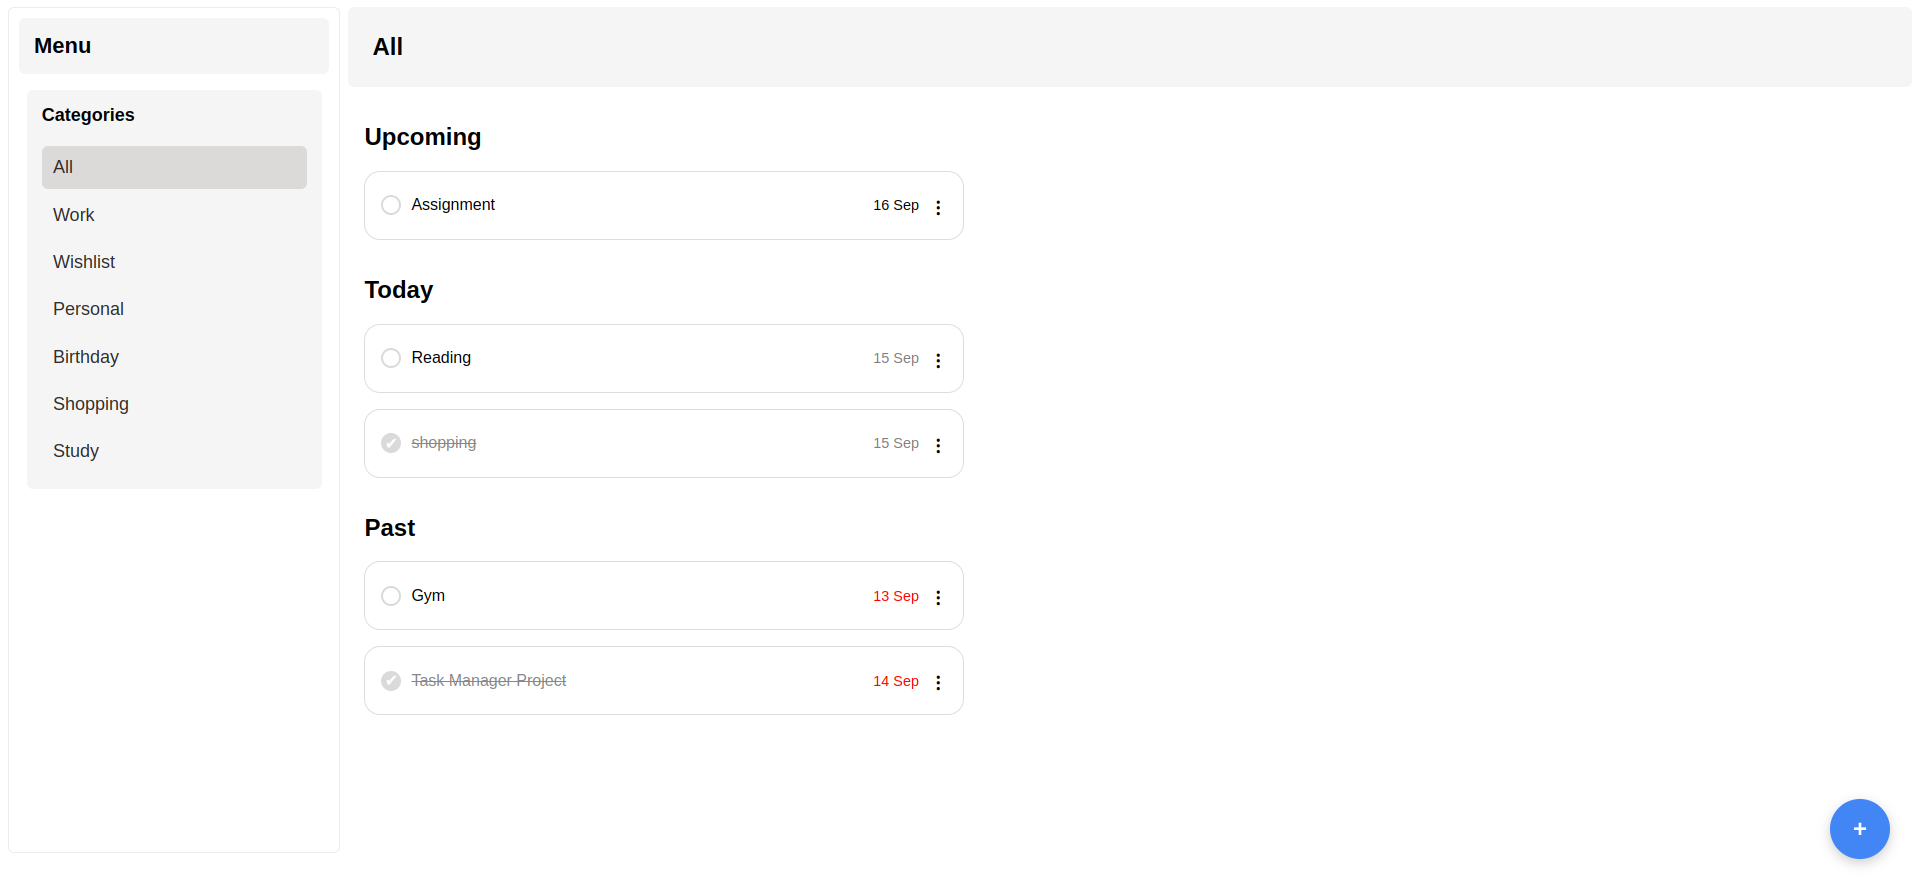 Menu
Categories
All
Work
Wishlist
Personal
Birthday
Shopping
Study
All
Upcoming
Assignment 16 Sep
Today
Reading 15 Sep
shopping 15 Sep
Past
Gym 13 Sep
Task Manager Project 14 Sep
+